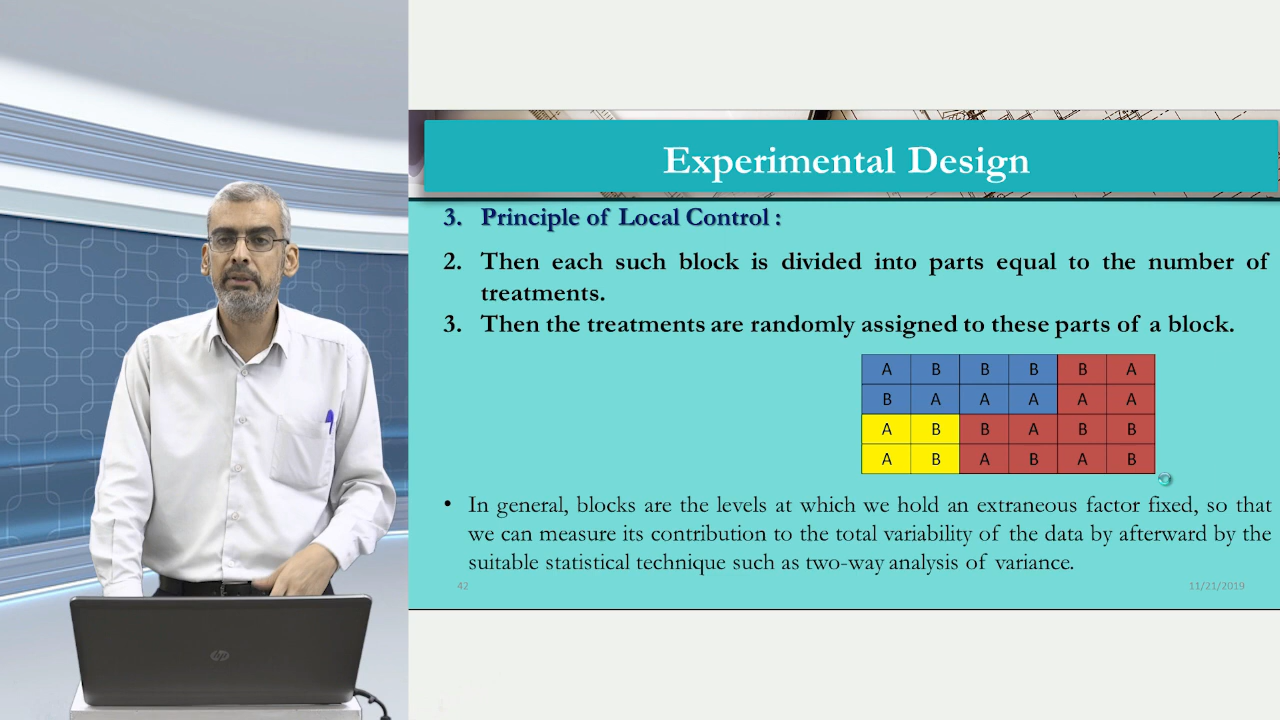 Experimental Design
3. Principle of Local Control :
2. Then each such block is divided into parts equal to the number of
treatments.
3. Then the treatments are randomly assigned to these parts of a block.
A B B B B A
B A A A A A
A B B A B B
A B A B A B
• In general, blocks are the levels at which we hold an extraneous factor fixed, so that
we can measure its contribution to the total variability of the data by afterward by the
suitable statistical technique such as two-way analysis of variance.
42 11/21/2019
hp